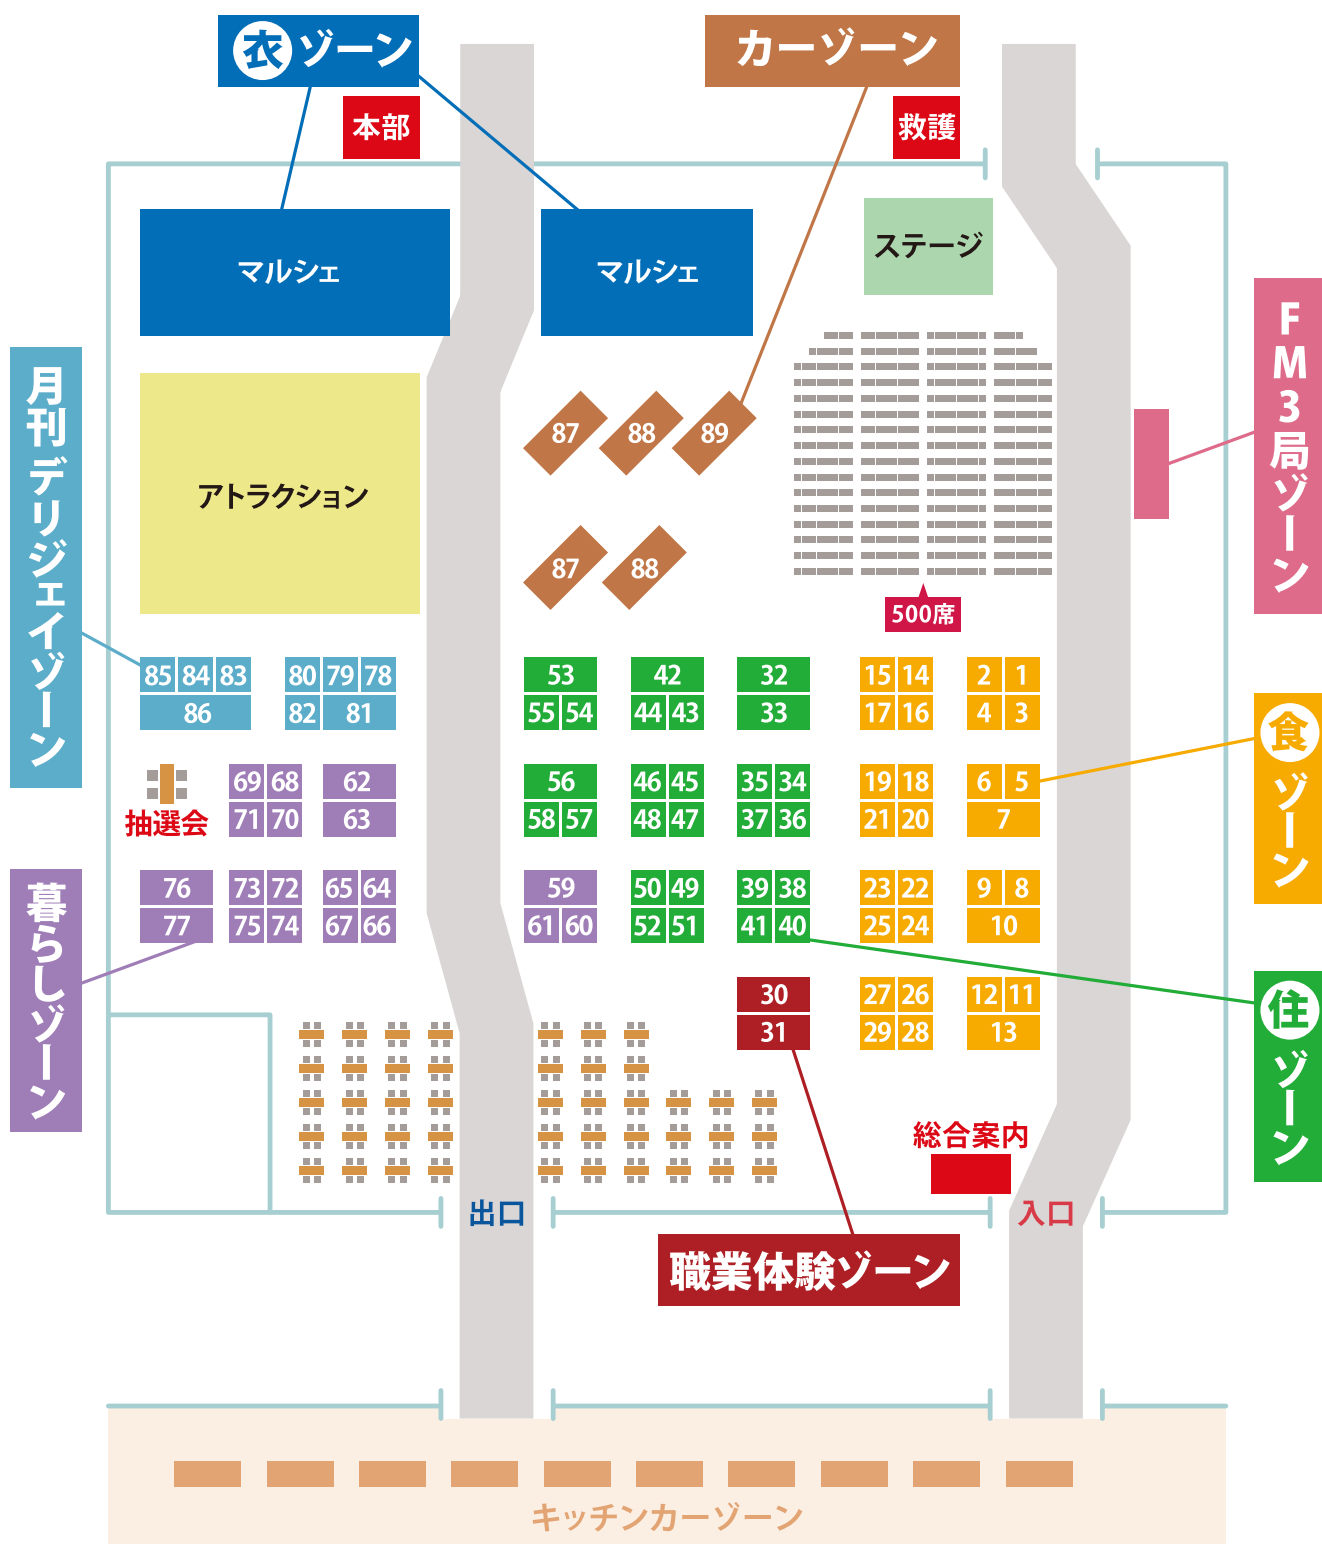 衣ゾーン
カーゾーン
本部
救護
マルシェ
マルシェ
ステージ
FM3局ゾーン
月刊デリジェイゾーン
アトラクション
87 88 89
87 88
500席
85 84 83 80 79 78 53 42 32 15 14 2 1
86 82 81 55 54 44 43 33 17 16 4 3
食ゾーン
69 68 62 56 46 45 35 34 19 18 6 5
71 70 63 58 57 48 47 37 36 21 20 7
抽選会
暮らしゾーン
76 73 72 65 64 59 50 49 39 38 23 22 9 8
77 75 74 67 66 61 60 52 51 41 40 25 24 10
住ゾーン
30 27 26 12 11
31 29 28 13
総合案内
出口
入口
職業体験ゾーン
キッチンカーゾーン